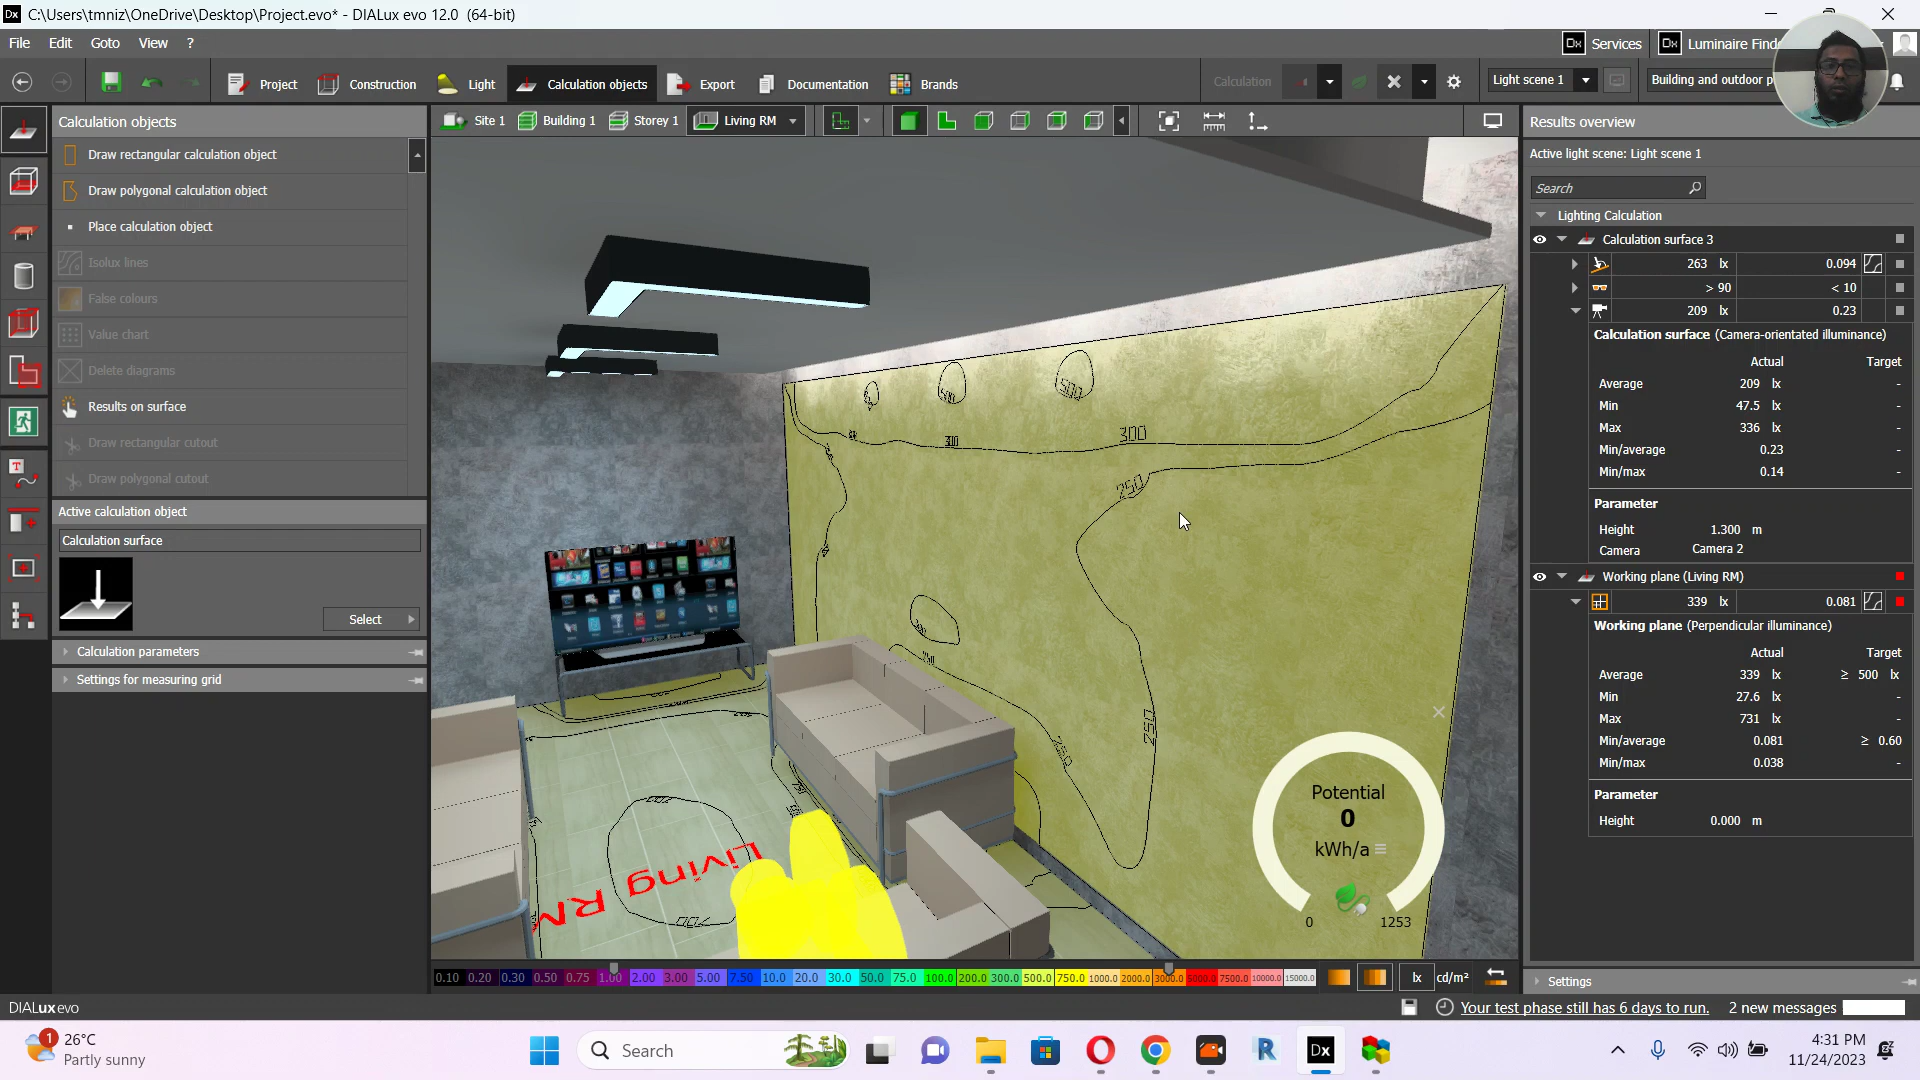 C:\Users\tmniz\OneDrive\Desktop\Project.evo* - DIALux evo 12.0 (64-bit)
File Edit Goto View ?
Services Luminaire Finde
Project Construction Light Calculation objects Export Documentation Brands
Calculation Light scene 1 Building and outdoor p
Calculation objects
Draw rectangular calculation object
Draw polygonal calculation object
Place calculation object
Isolux lines
False colours
Value chart
Delete diagrams
Results on surface
Draw rectangular cutout
Draw polygonal cutout
Active calculation object
Calculation surface
Select
Calculation parameters
Settings for measuring grid
Site 1 Building 1 Storey 1 Living RM
500
300
300
250
250
250
Living RM
700
Potential
0
kWh/a
0 1253
0.10 0.20 0.30 0.50 0.75 1.00 2.00 3.00 5.00 7.50 10.0 20.0 30.0 50.0 75.0 100.0 200.0 300.0 500.0 750.0 1000.0 2000.0 3000.0 5000.0 7500.0 10000.0 15000.0
lx cd/m²
Results overview
Active light scene: Light scene 1
Search
Lighting Calculation
Calculation surface 3
263 lx 0.094
> 90 < 10
209 lx 0.23
Calculation surface (Camera-orientated illuminance)
Actual Target
Average 209 lx -
Min 47.5 lx -
Max 336 lx -
Min/average 0.23 -
Min/max 0.14 -
Parameter
Height 1.300 m
Camera Camera 2
Working plane (Living RM)
339 lx 0.081
Working plane (Perpendicular illuminance)
Actual Target
Average 339 lx ≥ 500 lx
Min 27.6 lx -
Max 731 lx -
Min/average 0.081 ≥ 0.60
Min/max 0.038 -
Parameter
Height 0.000 m
Settings
DIALux evo
Your test phase still has 6 days to run. 2 new messages
1 26°C
Partly sunny
Search
R
Dx
4:31 PM
11/24/2023